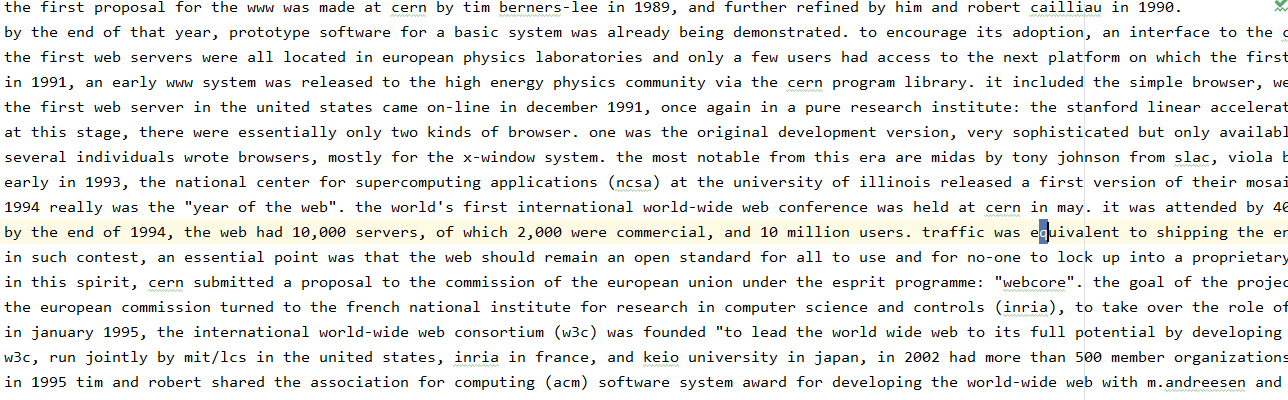 the first proposal for the www was made at cern by tim berners-lee in 1989, and further refined by him and robert cailliau in 1990.
by the end of that year, prototype software for a basic system was already being demonstrated. to encourage its adoption, an interface to the
the first web servers were all located in european physics laboratories and only a few users had access to the next platform on which the first
in 1991, an early www system was released to the high energy physics community via the cern program library. it included the simple browser, we
the first web server in the united states came on-line in december 1991, once again in a pure research institute: the stanford linear accelerat
at this stage, there were essentially only two kinds of browser. one was the original development version, very sophisticated but only availabl
several individuals wrote browsers, mostly for the x-window system. the most notable from this era are midas by tony johnson from slac, viola b
early in 1993, the national center for supercomputing applications (ncsa) at the university of illinois released a first version of their mosai
1994 really was the "year of the web". the world's first international world-wide web conference was held at cern in may. it was attended by 40
by the end of 1994, the web had 10,000 servers, of which 2,000 were commercial, and 10 million users. traffic was equivalent to shipping the en
in such contest, an essential point was that the web should remain an open standard for all to use and for no-one to lock up into a proprietary
in this spirit, cern submitted a proposal to the commission of the european union under the esprit programme: "webcore". the goal of the projec
the european commission turned to the french national institute for research in computer science and controls (inria), to take over the role of
in january 1995, the international world-wide web consortium (w3c) was founded "to lead the world wide web to its full potential by developing
w3c, run jointly by mit/lcs in the united states, inria in france, and keio university in japan, in 2002 had more than 500 member organizations
in 1995 tim and robert shared the association for computing (acm) software system award for developing the world-wide web with m.andreesen and